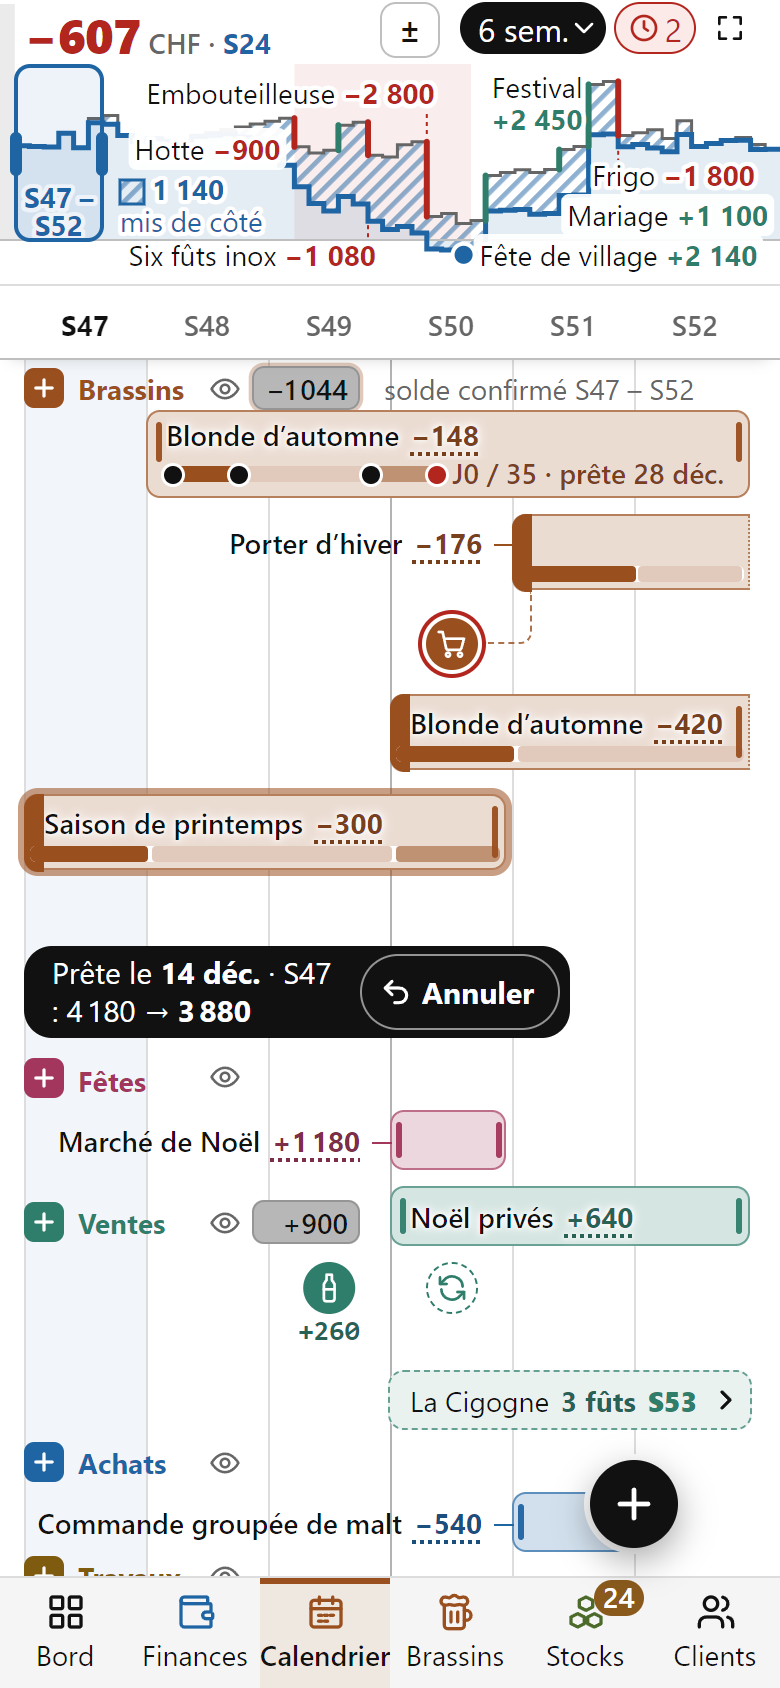 −607 CHF · S24
±
6 sem.
2
Embouteilleuse −2 800
Festival
+2 450
Hotte −900
1 140
mis de côté
S47 –
S52
Frigo −1 800
Mariage +1 100
Six fûts inox −1 080
Fête de village +2 140
S47 S48 S49 S50 S51 S52
Brassins
−1044
solde confirmé S47 – S52
Blonde d’automne −148
J0 / 35 · prête 28 déc.
Porter d’hiver −176
Blonde d’automne −420
Saison de printemps −300
Prête le 14 déc. · S47
: 4 180 → 3 880
Annuler
Fêtes
Marché de Noël +1 180
Ventes
+900
Noël privés +640
+260
La Cigogne 3 fûts S53
Achats
Commande groupée de malt −540
Travaux
24
Bord Finances Calendrier Brassins Stocks Clients